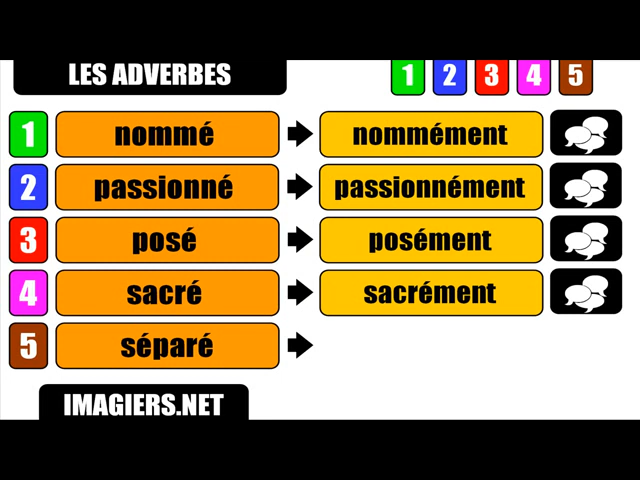 LES ADVERBES
1 2 3 4 5
1 nommé nommément
2 passionné passionnément
3 posé posément
4 sacré sacrément
5 séparé
IMAGIERS.NET